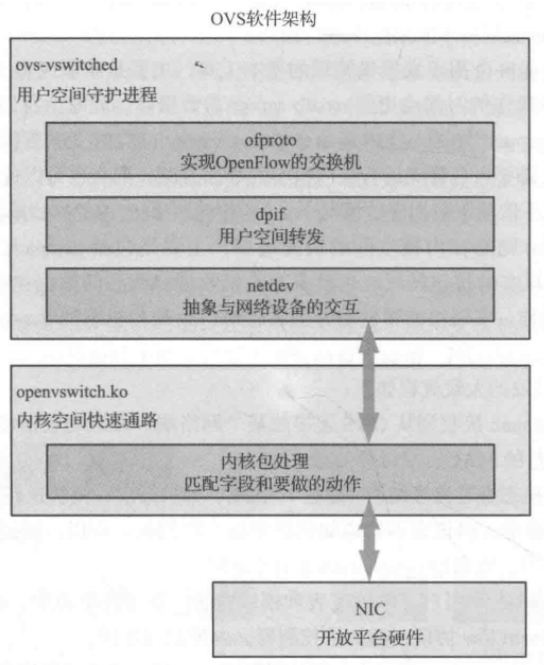 OVS软件架构
ovs-vswitched
用户空间守护进程
ofproto
实现OpenFlow的交换机
dpif
用户空间转发
netdev
抽象与网络设备的交互
openvswitch.ko
内核空间快速通路
内核包处理
匹配字段和要做的动作
NIC
开放平台硬件